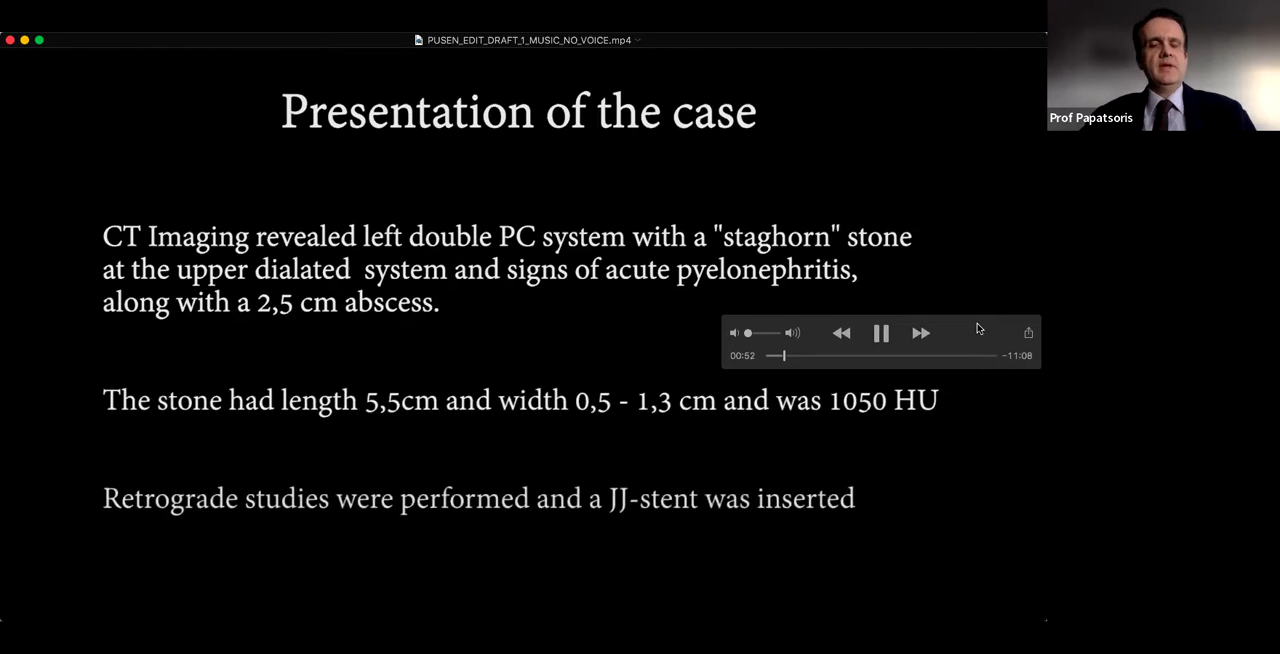 PUSEN_EDIT_DRAFT_1_MUSIC_NO_VOICE.mp4
Prof Papatsoris
Presentation of the case
CT Imaging revealed left double PC system with a "staghorn" stone
at the upper dialated system and signs of acute pyelonephritis,
along with a 2,5 cm abscess.
00:52
-11:08
The stone had length 5,5cm and width 0,5 - 1,3 cm and was 1050 HU
Retrograde studies were performed and a JJ-stent was inserted